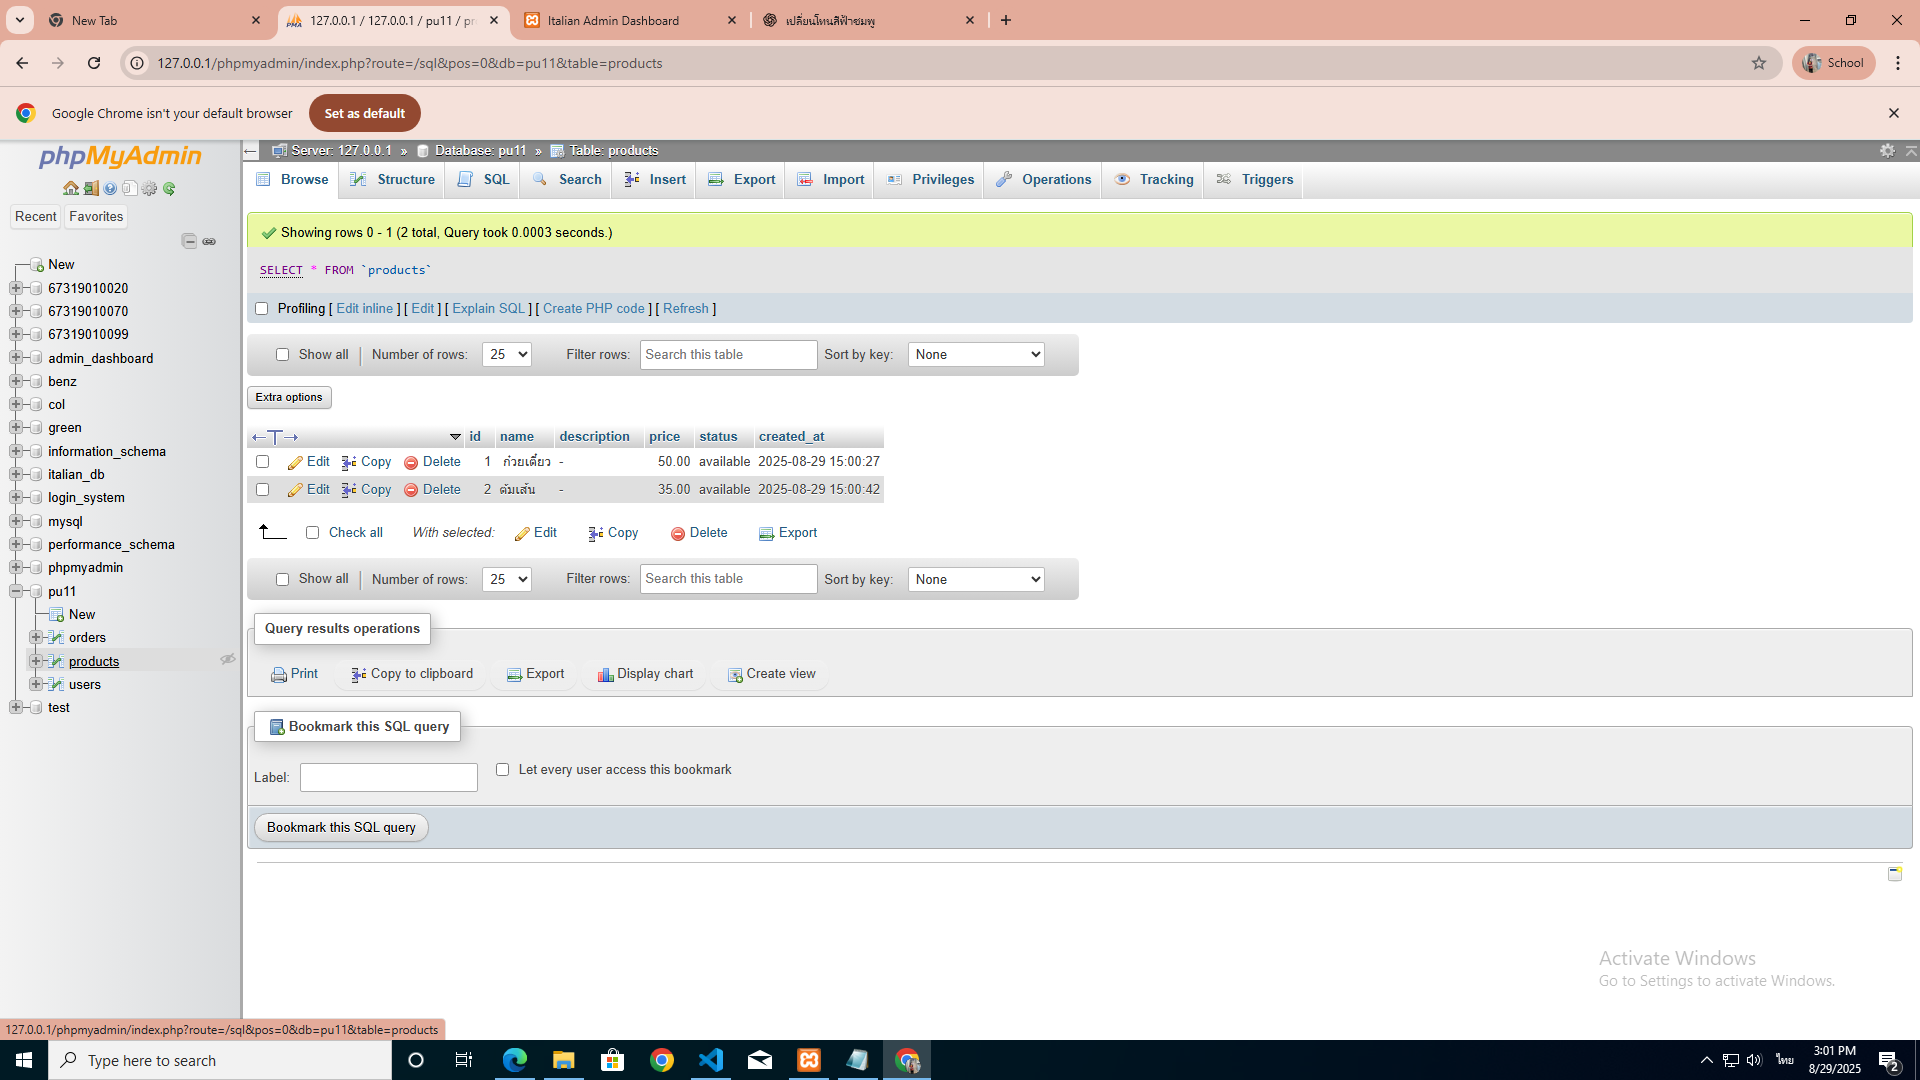 New Tab
127.0.0.1 / 127.0.0.1 / pu11 / pr
Italian Admin Dashboard
เปลี่ยนโทนสีฟ้าชมพู
127.0.0.1/phpmyadmin/index.php?route=/sql&pos=0&db=pu11&table=products
School
Google Chrome isn't your default browser
Set as default
phpMyAdmin
Recent
Favorites
New
67319010020
67319010070
67319010099
admin_dashboard
benz
col
green
information_schema
italian_db
login_system
mysql
performance_schema
phpmyadmin
pu11
New
orders
products
users
test
Server: 127.0.0.1 » Database: pu11 » Table: products
Browse Structure SQL Search Insert Export Import Privileges Operations Tracking Triggers
Showing rows 0 - 1 (2 total, Query took 0.0003 seconds.)
SELECT * FROM `products`
Profiling [ Edit inline ] [ Edit ] [ Explain SQL ] [ Create PHP code ] [ Refresh ]
Show all Number of rows: 25 Filter rows: Search this table Sort by key: None
Extra options
id name description price status created_at
Edit Copy Delete 1 ก๋วยเตี๋ยว - 50.00 available 2025-08-29 15:00:27
Edit Copy Delete 2 ต้มเส้น - 35.00 available 2025-08-29 15:00:42
Check all With selected: Edit Copy Delete Export
Show all Number of rows: 25 Filter rows: Search this table Sort by key: None
Query results operations
Print Copy to clipboard Export Display chart Create view
Bookmark this SQL query
Label: Let every user access this bookmark
Bookmark this SQL query
Activate Windows
Go to Settings to activate Windows.
127.0.0.1/phpmyadmin/index.php?route=/sql&pos=0&db=pu11&table=products
Type here to search
ไทย
3:01 PM
8/29/2025
2